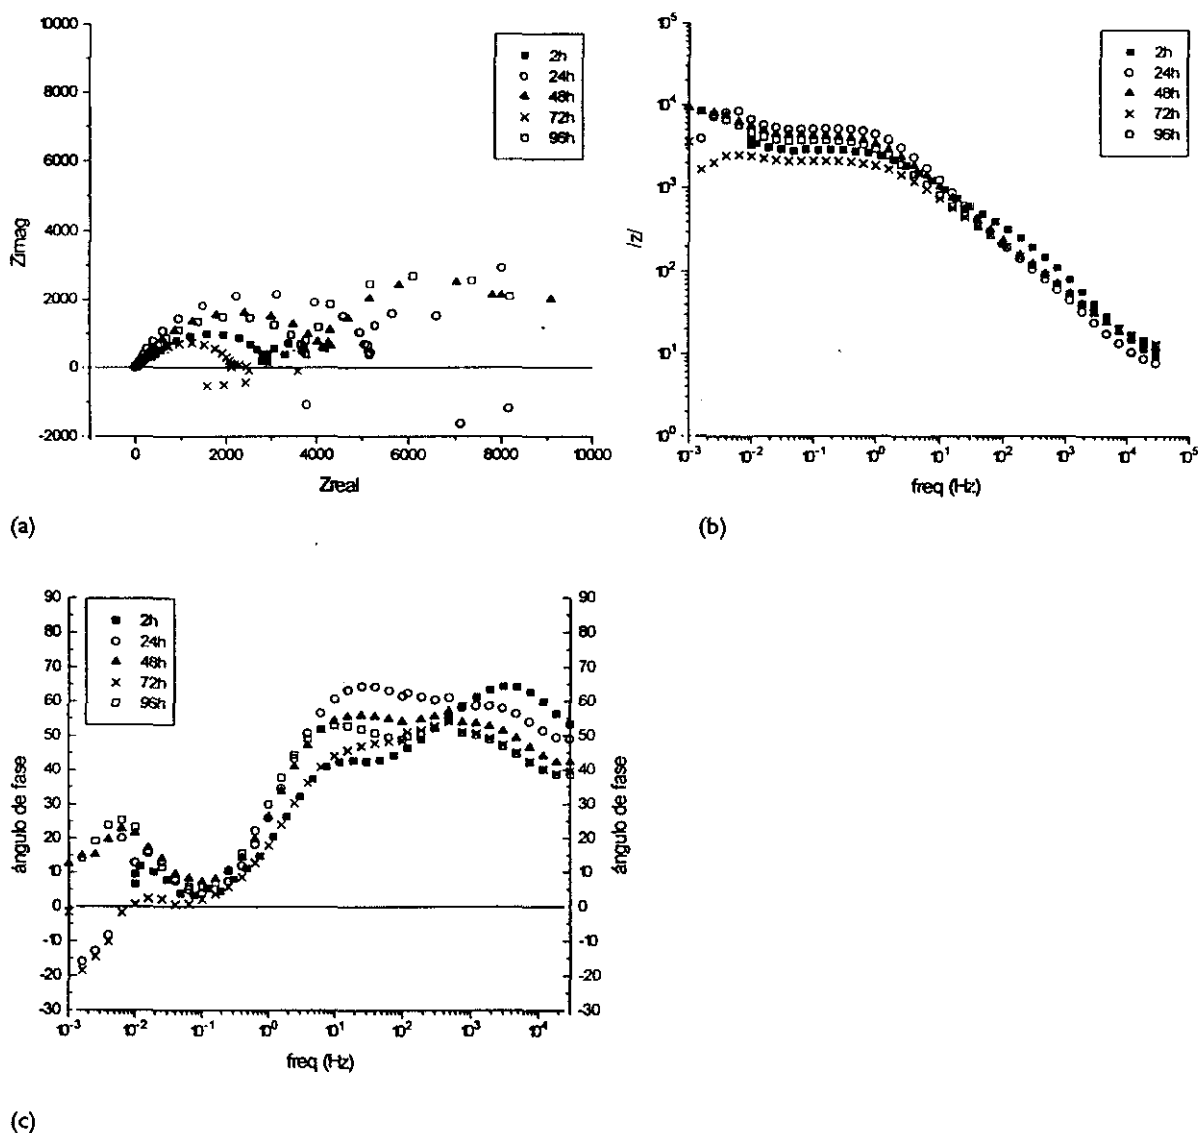 10000
8000
6000
4000
2000
0
-2000
Zimag
0 2000 4000 6000 8000 10000
Zreal
2h
24h
48h
72h
96h
(a)
10⁵
10⁴
10³
10²
10¹
10⁰
/z/
10⁻³ 10⁻² 10⁻¹ 10⁰ 10¹ 10² 10³ 10⁴ 10⁵
freq (Hz)
2h
24h
48h
72h
96h
(b)
90
80
70
60
50
40
30
20
10
0
-10
-20
-30
ángulo de fase
2h
24h
48h
72h
96h
90
80
70
60
50
40
30
20
10
0
-10
-20
-30
ángulo de fase
10⁻³ 10⁻² 10⁻¹ 10⁰ 10¹ 10² 10³ 10⁴
freq (Hz)
(c)